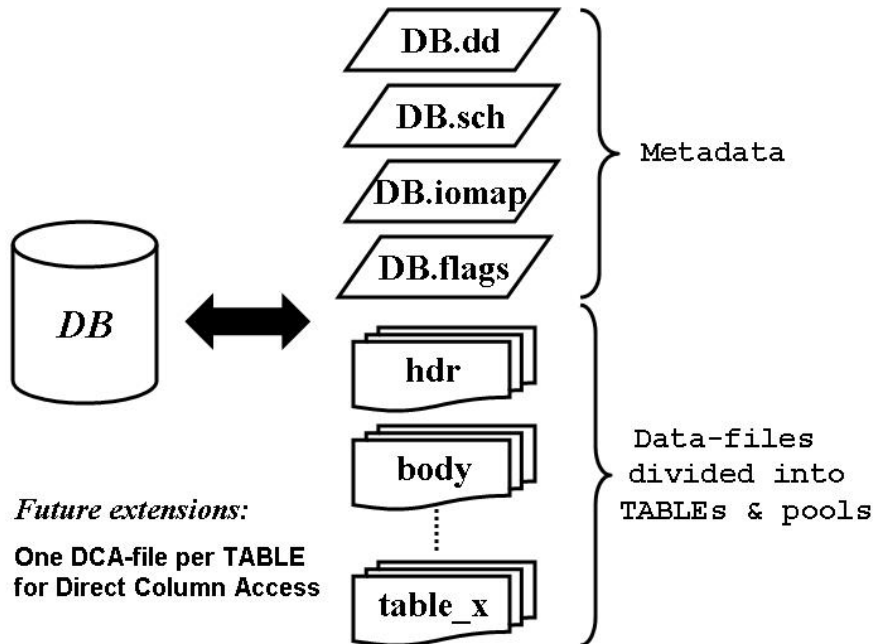 DB.dd
DB.sch
DB.iomap
DB.flags
Metadata
DB
hdr
body
table_x
Data-files
divided into
TABLEs & pools
Future extensions:
One DCA-file per TABLE
for Direct Column Access